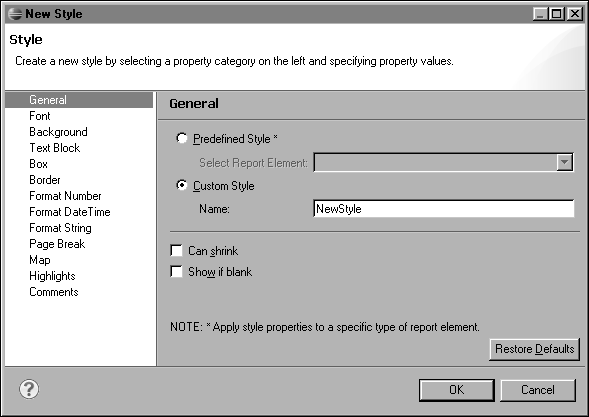 New Style
Style
Create a new style by selecting a property category on the left and specifying property values.
General
Font
Background
Text Block
Box
Border
Format Number
Format DateTime
Format String
Page Break
Map
Highlights
Comments
General
Predefined Style *
Select Report Element:
Custom Style
Name: NewStyle
Can shrink
Show if blank
NOTE: * Apply style properties to a specific type of report element.
Restore Defaults
?
OK Cancel